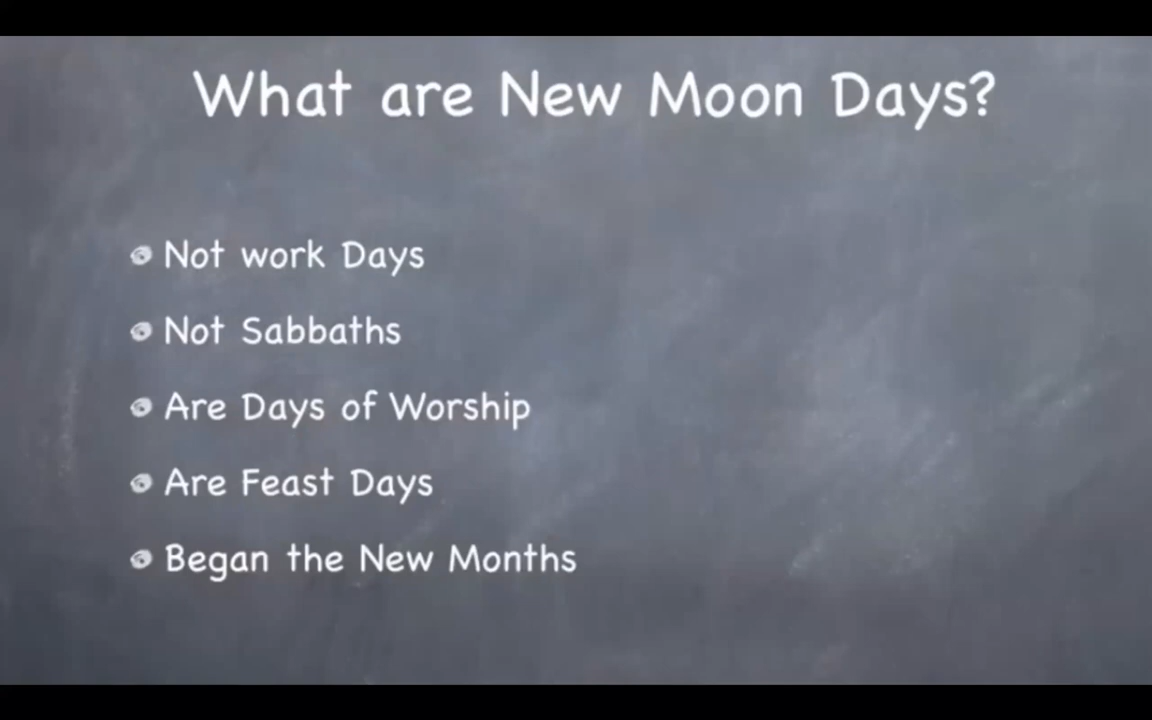 What are New Moon Days?
Not work Days
Not Sabbaths
Are Days of Worship
Are Feast Days
Began the New Months